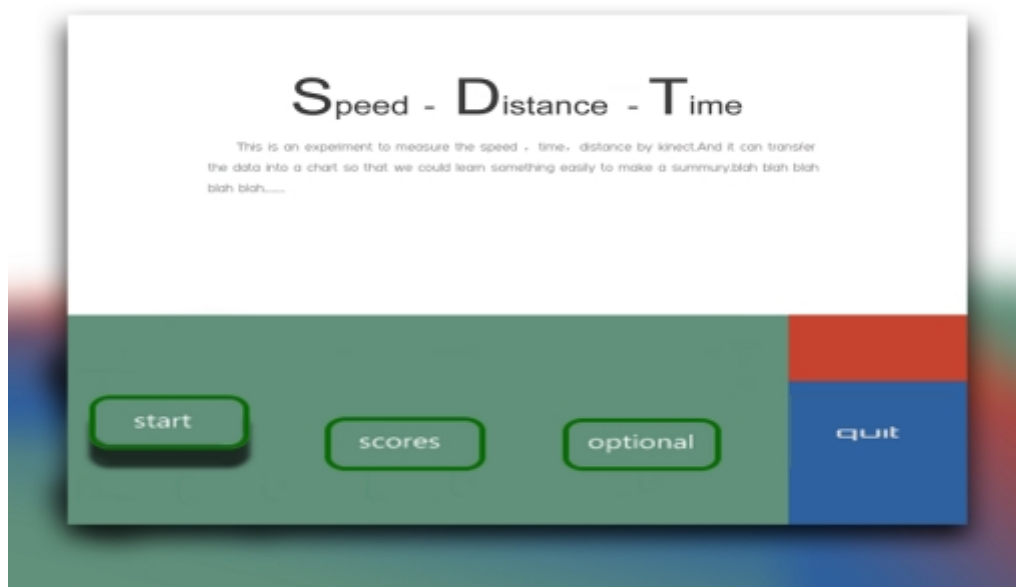 Speed - Distance - Time
This is an experiment to measure the speed , time, distance by kinect.And it can transfer
the data into a chart so that we could learn something easily to make a summury.blah blah blah
blah blah......
start
scores
optional
quit